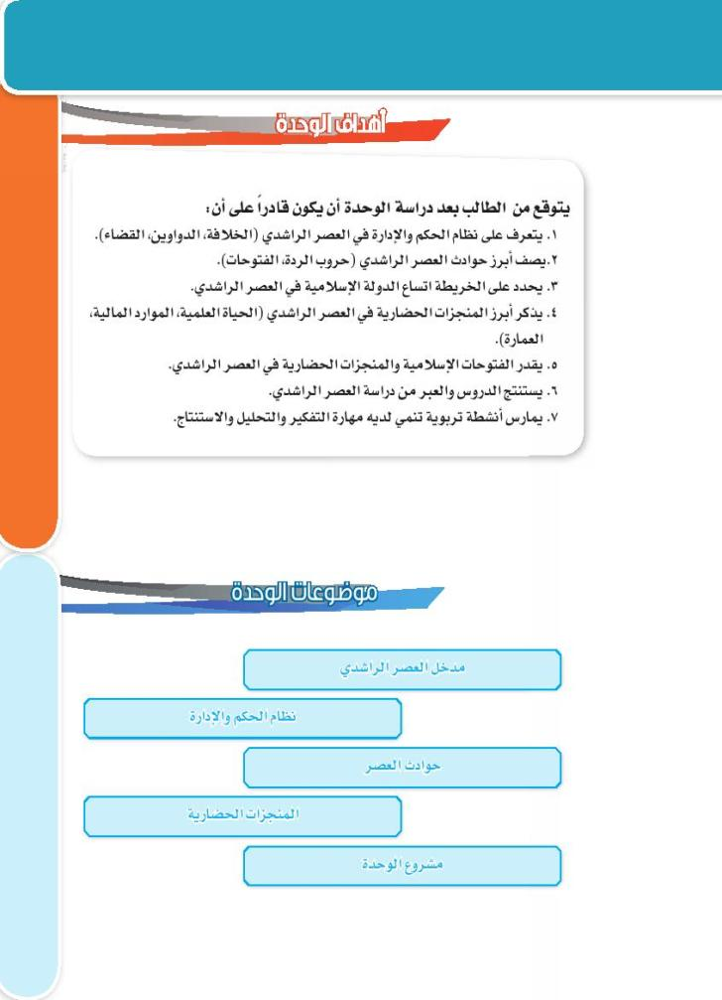 أهداف الوحدة
يتوقع من الطالب بعد دراسة الوحدة أن يكون قادراً على أن:
١. يتعرف على نظام الحكم والإدارة في العصر الراشدي (الخلافة، الدواوين، القضاء).
٢. يصف أبرز حوادث العصر الراشدي (حروب الردة، الفتوحات).
٣. يحدد على الخريطة اتساع الدولة الإسلامية في العصر الراشدي.
٤. يذكر أبرز المنجزات الحضارية في العصر الراشدي (الحياة العلمية، الموارد المالية،
العمارة).
٥. يقدر الفتوحات الإسلامية والمنجزات الحضارية في العصر الراشدي.
٦. يستنتج الدروس والعبر من دراسة العصر الراشدي.
٧. يمارس أنشطة تربوية تنمي لديه مهارة التفكير والتحليل والاستنتاج.
موضوعات الوحدة
مدخل العصر الراشدي
نظام الحكم والإدارة
حوادث العصر
المنجزات الحضارية
مشروع الوحدة